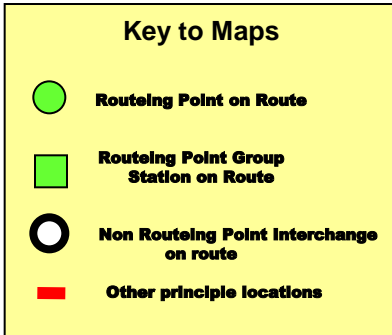 Key to Maps
Routeing Point on Route
Routeing Point Group
Station on Route
Non Routeing Point Interchange
on route
Other principle locations